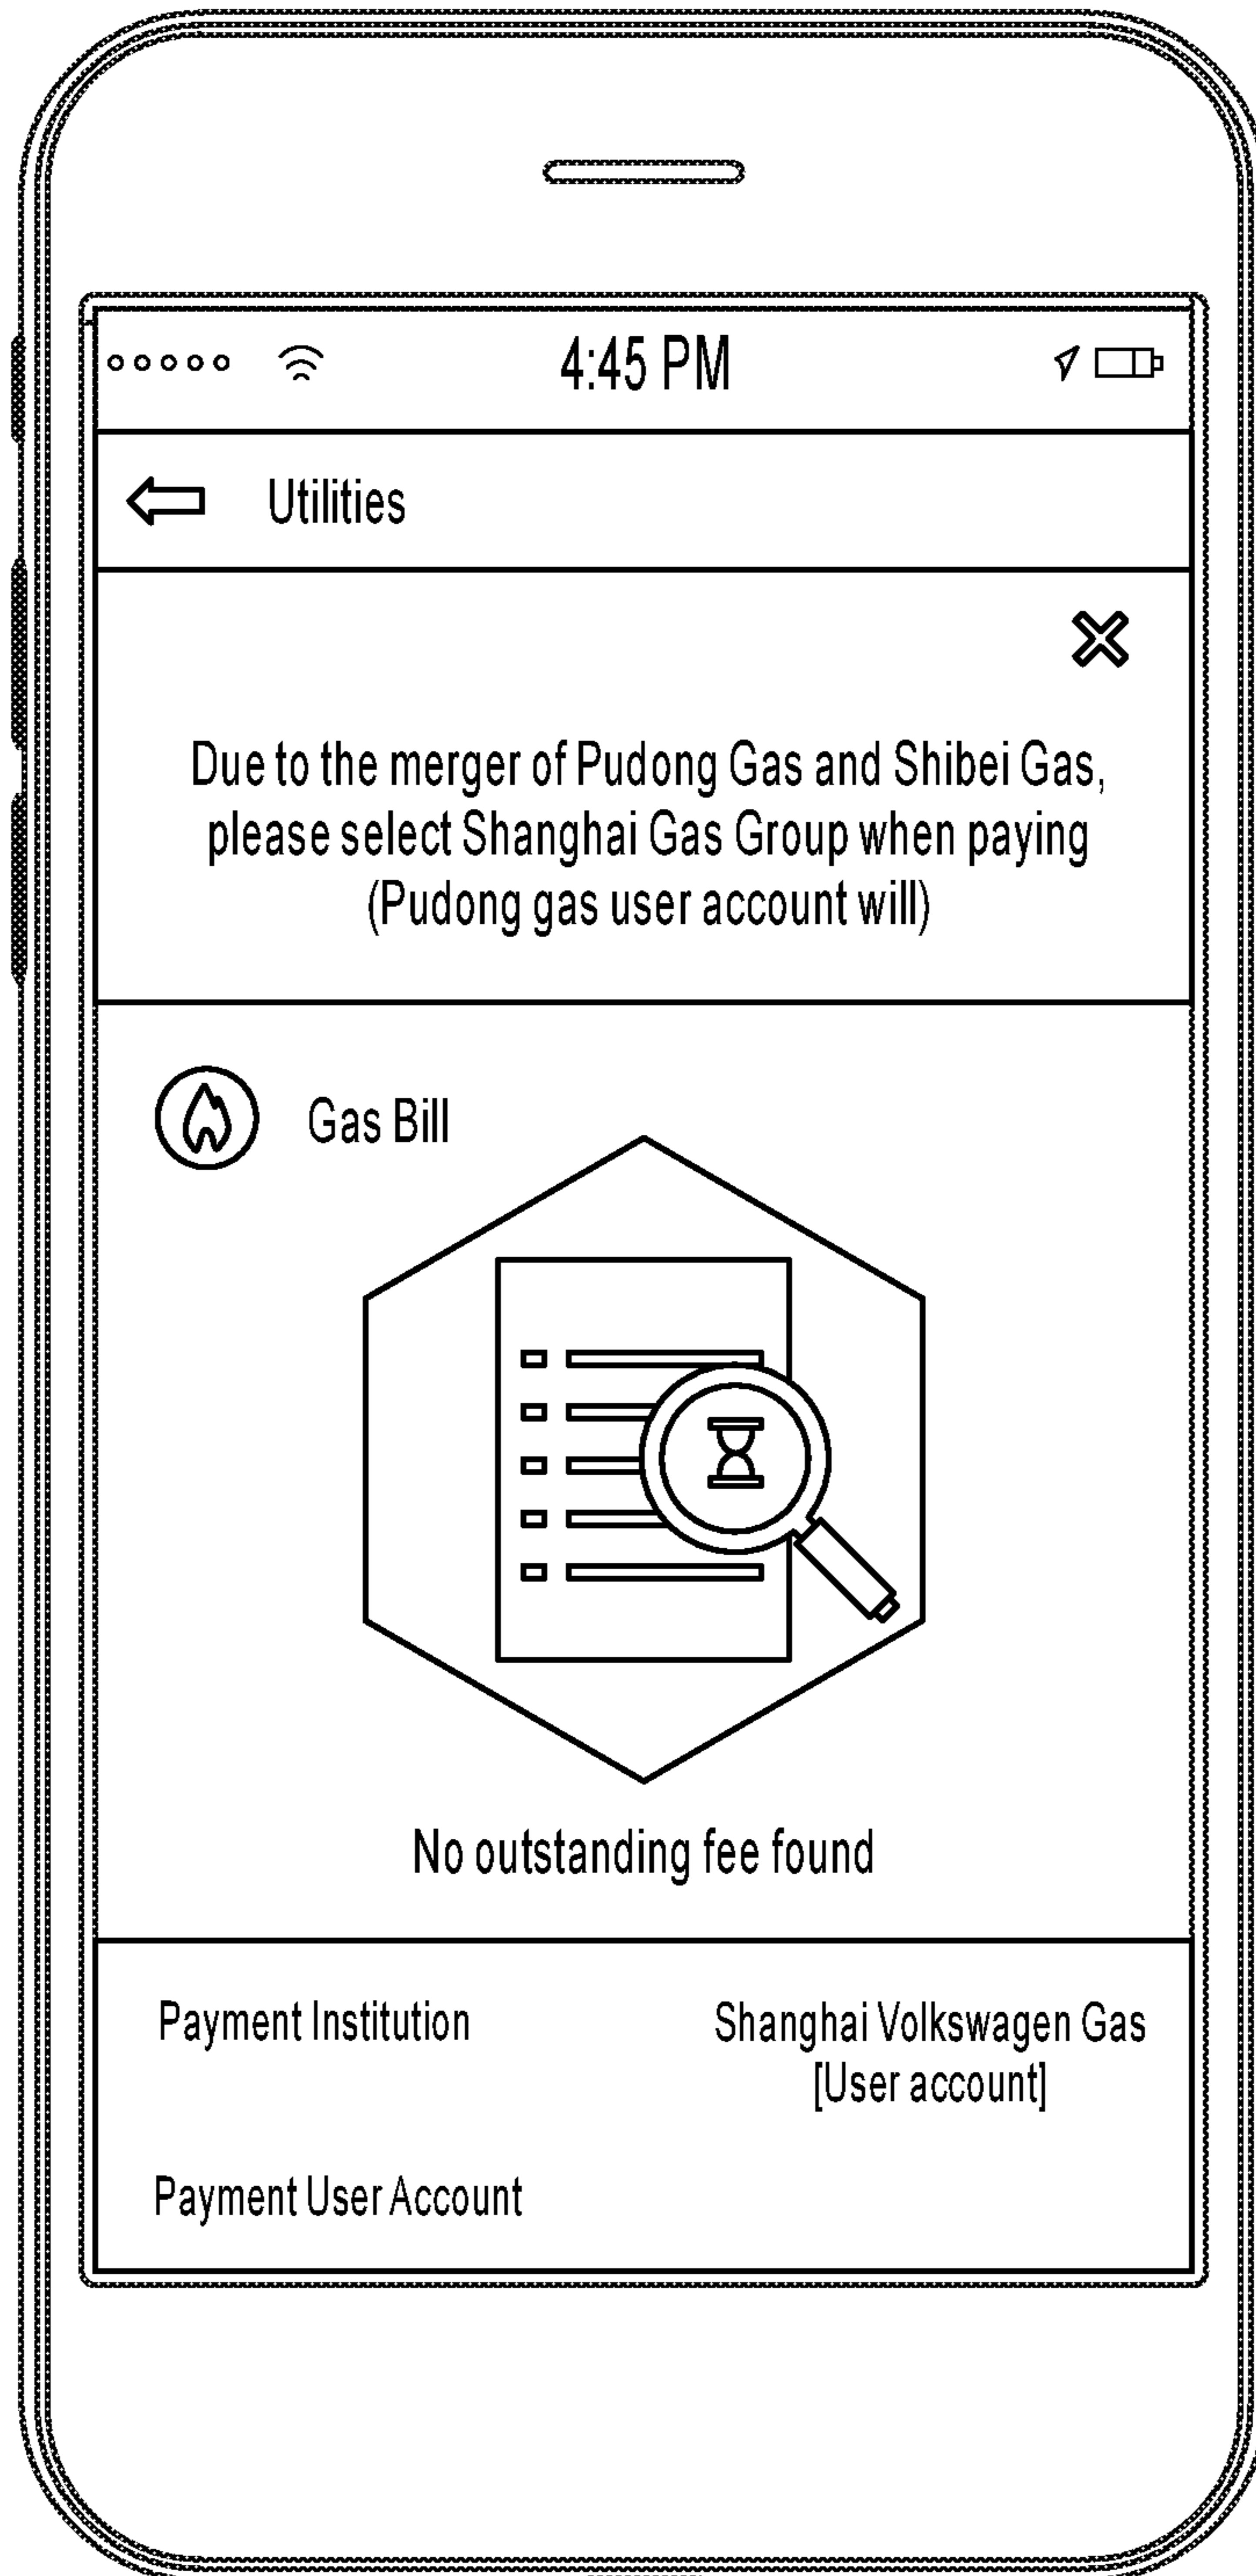 4:45 PM
Utilities
Due to the merger of Pudong Gas and Shibei Gas,
please select Shanghai Gas Group when paying
(Pudong gas user account will)
Gas Bill
No outstanding fee found
Payment Institution
Shanghai Volkswagen Gas
[User account]
Payment User Account